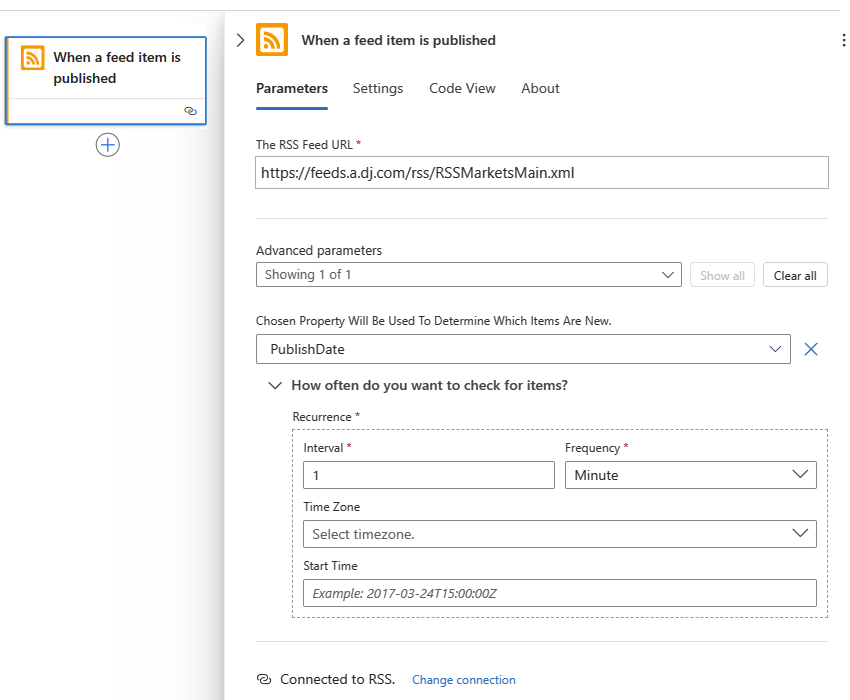 When a feed item is
published
When a feed item is published
Parameters Settings Code View About
The RSS Feed URL *
https://feeds.a.dj.com/rss/RSSMarketsMain.xml
Advanced parameters
Showing 1 of 1 Show all Clear all
Chosen Property Will Be Used To Determine Which Items Are New.
PublishDate
How often do you want to check for items?
Recurrence *
Interval * Frequency *
1 Minute
Time Zone
Select timezone.
Start Time
Example: 2017-03-24T15:00:00Z
Connected to RSS. Change connection